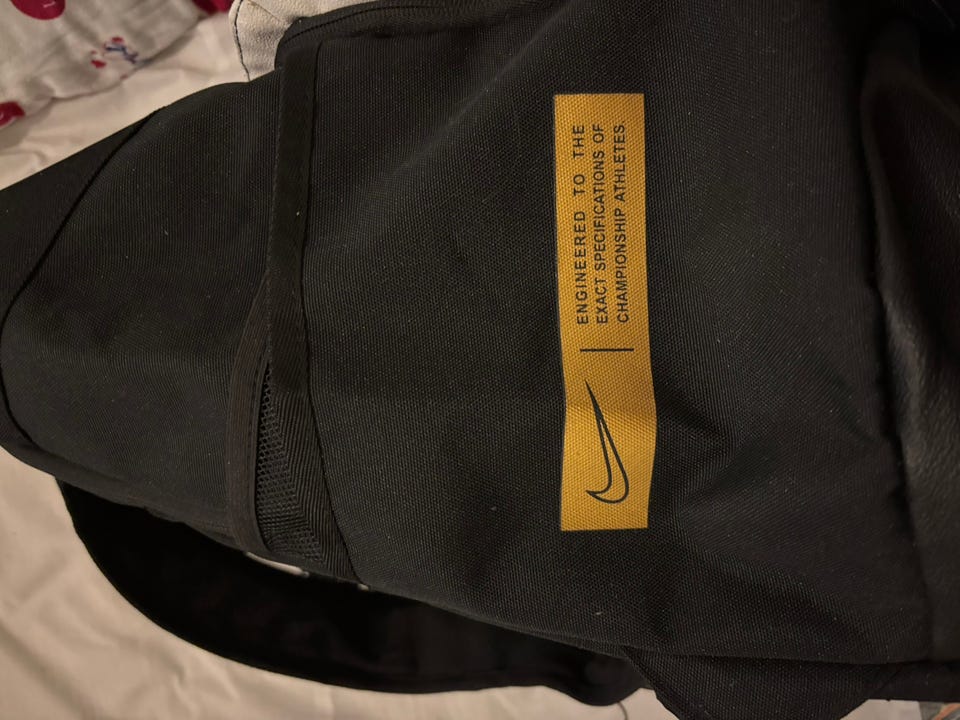 ENGINEERED TO THE
EXACT SPECIFICATIONS OF
CHAMPIONSHIP ATHLETES.